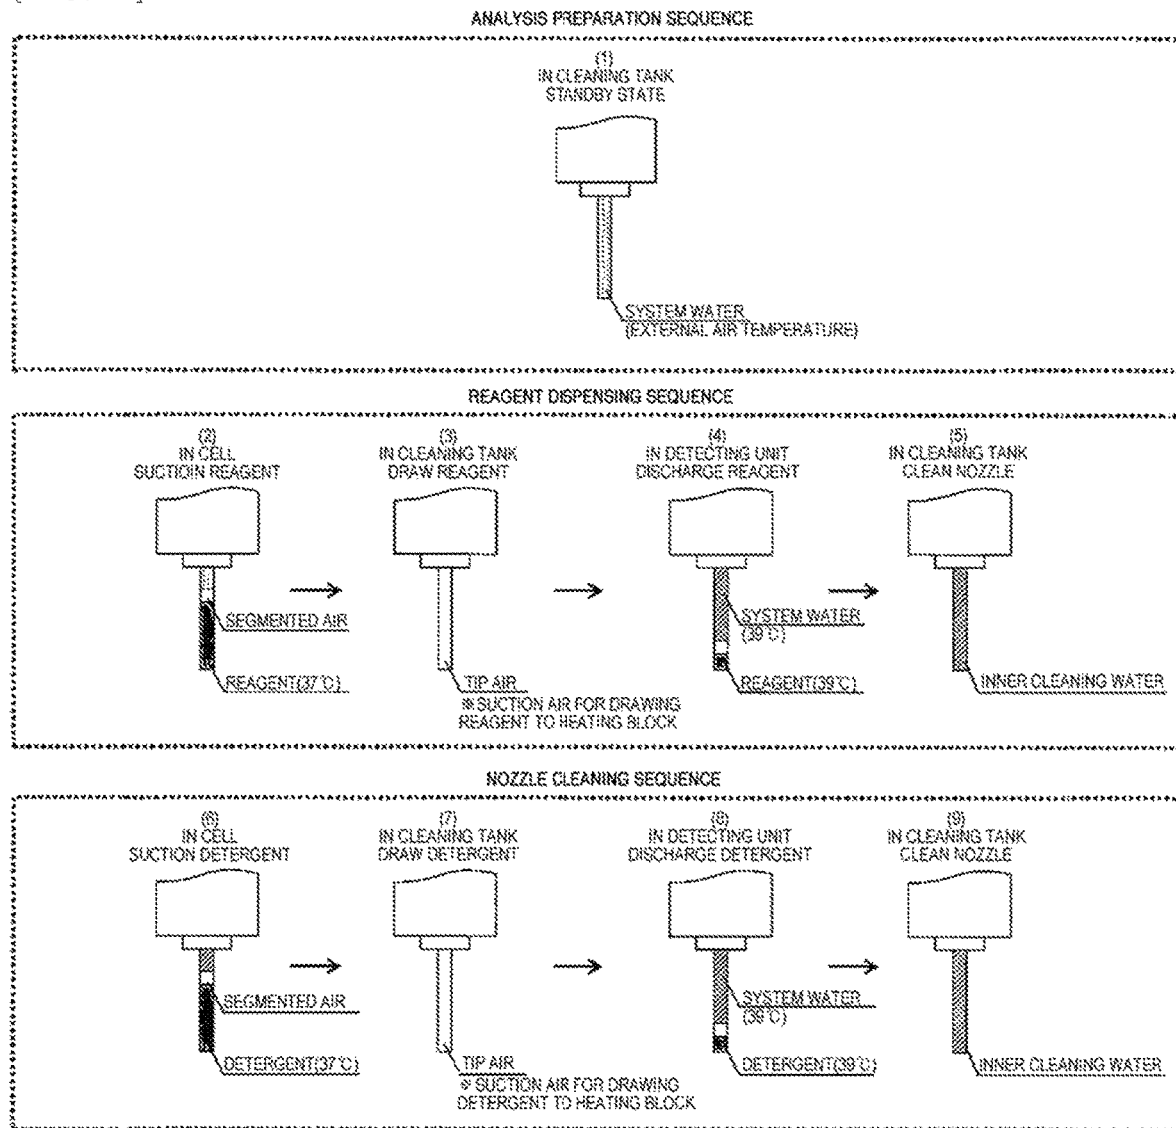 ANALYSIS PREPARATION SEQUENCE
(1)
IN CLEANING TANK
STANDBY STATE
SYSTEM WATER
(EXTERNAL AIR TEMPERATURE)
REAGENT DISPENSING SEQUENCE
(2)
IN CELL
SUCTIOIN REAGENT
SEGMENTED AIR
REAGENT(37℃)
(3)
IN CLEANING TANK
DRAW REAGENT
TIP AIR
※SUCTION AIR FOR DRAWING
REAGENT TO HEATING BLOCK
(4)
IN DETECTING UNIT
DISCHARGE REAGENT
SYSTEM WATER
(39℃)
REAGENT(39℃)
(5)
IN CLEANING TANK
CLEAN NOZZLE
INNER CLEANING WATER
NOZZLE CLEANING SEQUENCE
(6)
IN CELL
SUCTION DETERGENT
SEGMENTED AIR
DETERGENT(37℃)
(7)
IN CLEANING TANK
DRAW DETERGENT
TIP AIR
※ SUCTION AIR FOR DRAWING
DETERGENT TO HEATING BLOCK
(8)
IN DETECTING UNIT
DISCHARGE DETERGENT
SYSTEM WATER
(39℃)
DETERGENT(39℃)
(9)
IN CLEANING TANK
CLEAN NOZZLE
INNER CLEANING WATER